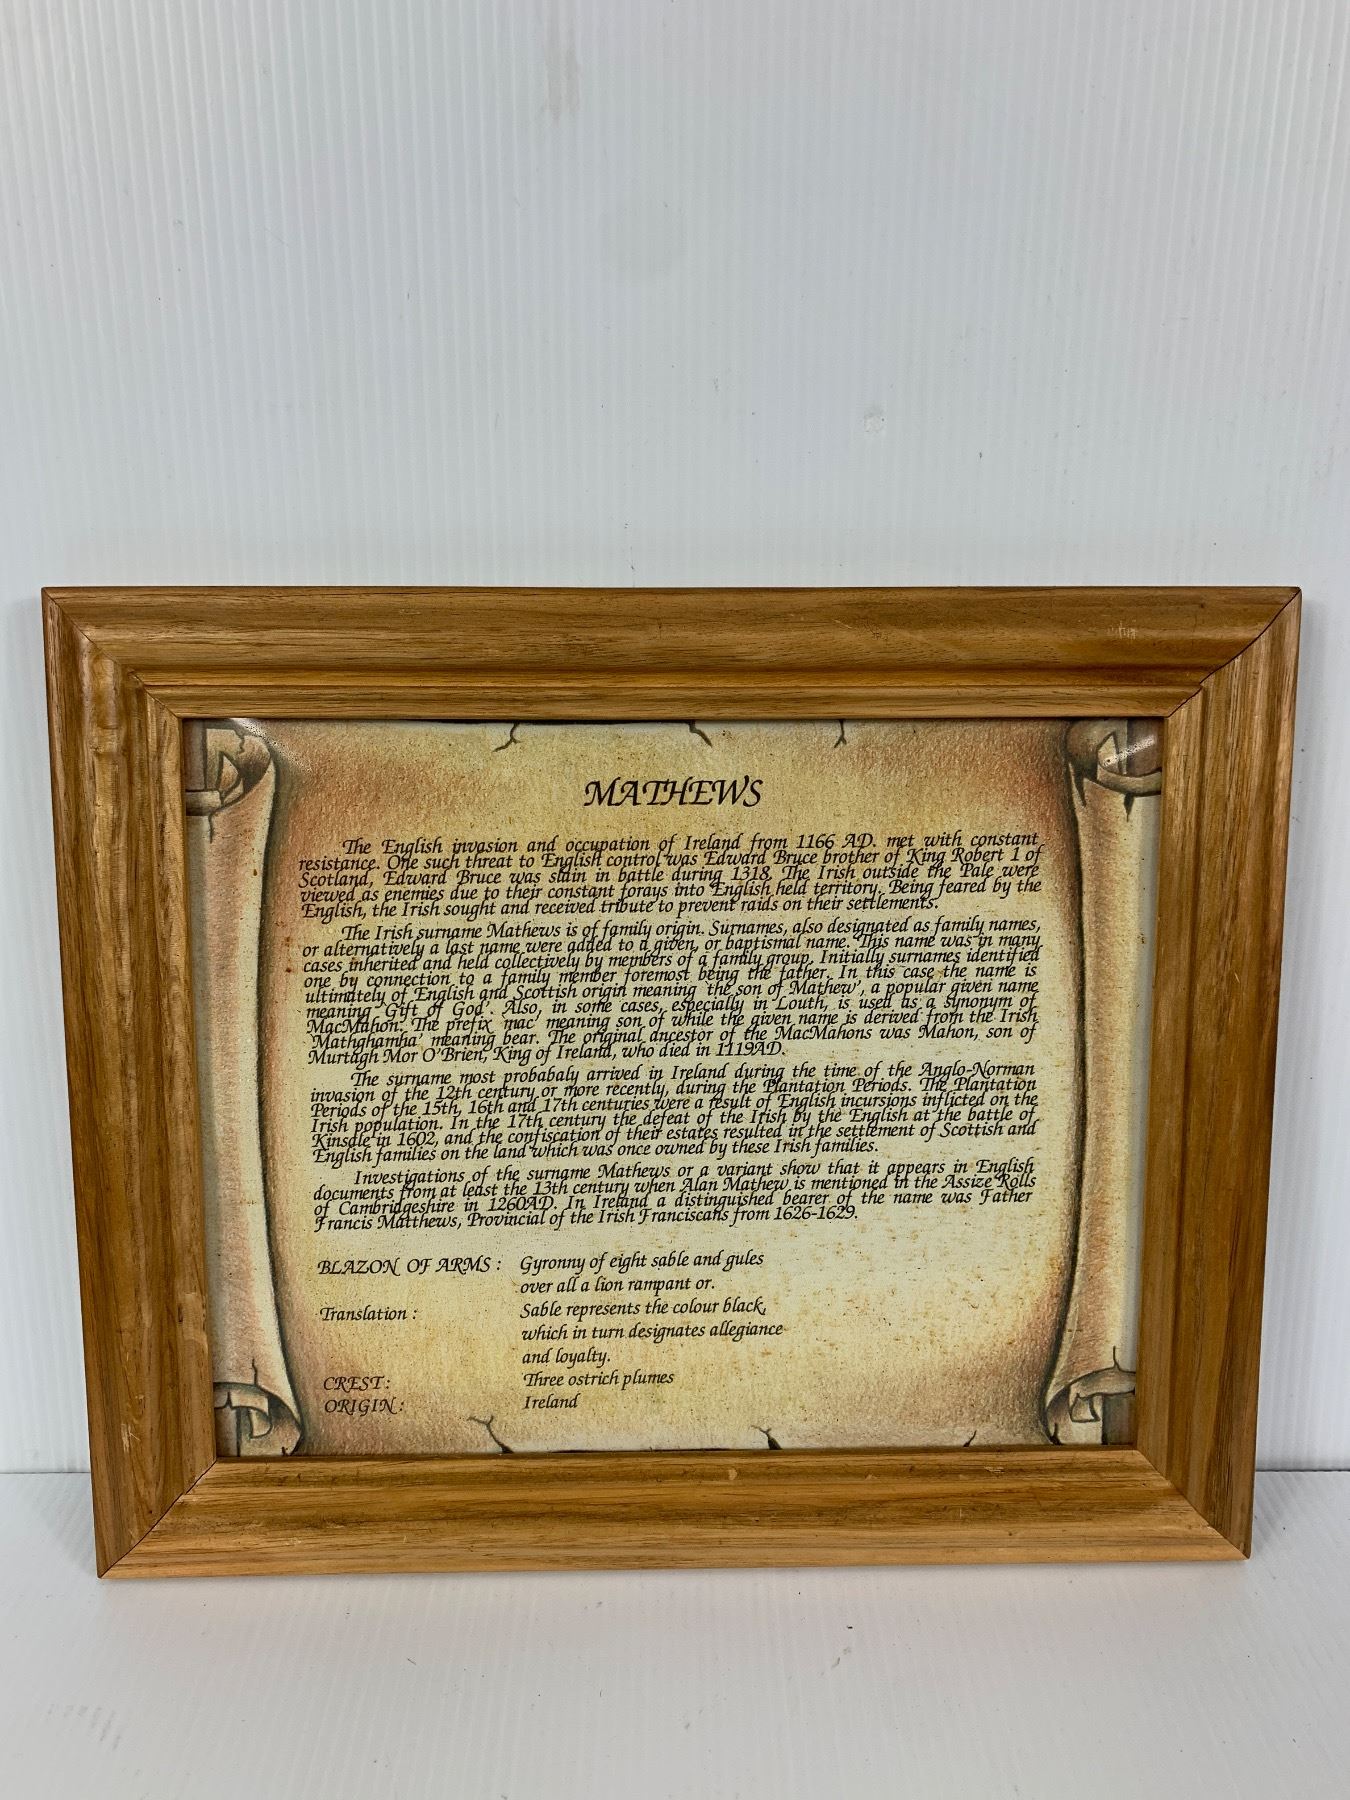 MATHEWS
The English invasion and occupation of Ireland from 1166 AD. met with constant
resistance. One such threat to English control was Edward Bruce brother of King Robert 1 of
Scotland, Edward Bruce was slain in battle during 1318. The Irish outside the Pale were
viewed as enemies due to their constant forays into English held territory. Being feared by the
English, the Irish sought and received tribute to prevent raids on their settlements.
The Irish surname Mathews is of family origin. Surnames, also designated as family names,
or alternatively a last name were added to a given, or baptismal name. This name was in many
cases inherited and held collectively by members of a family group. Initially surnames identified
one by connection to a family member foremost being the father. In this case the name is
ultimately of English and Scottish origin meaning 'the son of Mathew', a popular given name
meaning 'Gift of God'. Also, in some cases, especially in Louth, is used as a synonym of
MacMahon. The prefix 'mac' meaning son of while the given name is derived from the Irish
'Mathghamha' meaning bear. The original ancestor of the MacMahons was Mahon, son of
Murtagh Mor O'Brien, King of Ireland, who died in 1119AD.
The surname most probabaly arrived in Ireland during the time of the Anglo-Norman
invasion of the 12th century or more recently, during the Plantation Periods. The Plantation
Periods of the 15th, 16th and 17th centuries were a result of English incursions inflicted on the
Irish population. In the 17th century the defeat of the Irish by the English at the battle of
Kinsale in 1602, and the confiscation of their estates resulted in the settlement of Scottish and
English families on the land which was once owned by these Irish families.
Investigations of the surname Mathews or a variant show that it appears in English
documents from at least the 13th century when Alan Mathew is mentioned in the Assize Rolls
of Cambridgeshire in 1260AD. In Ireland a distinguished bearer of the name was Father
Francis Matthews, Provincial of the Irish Franciscans from 1626-1629.
BLAZON OF ARMS : Gyronny of eight sable and gules
over all a lion rampant or.
Translation : Sable represents the colour black,
which in turn designates allegiance
and loyalty.
CREST : Three ostrich plumes
ORIGIN : Ireland